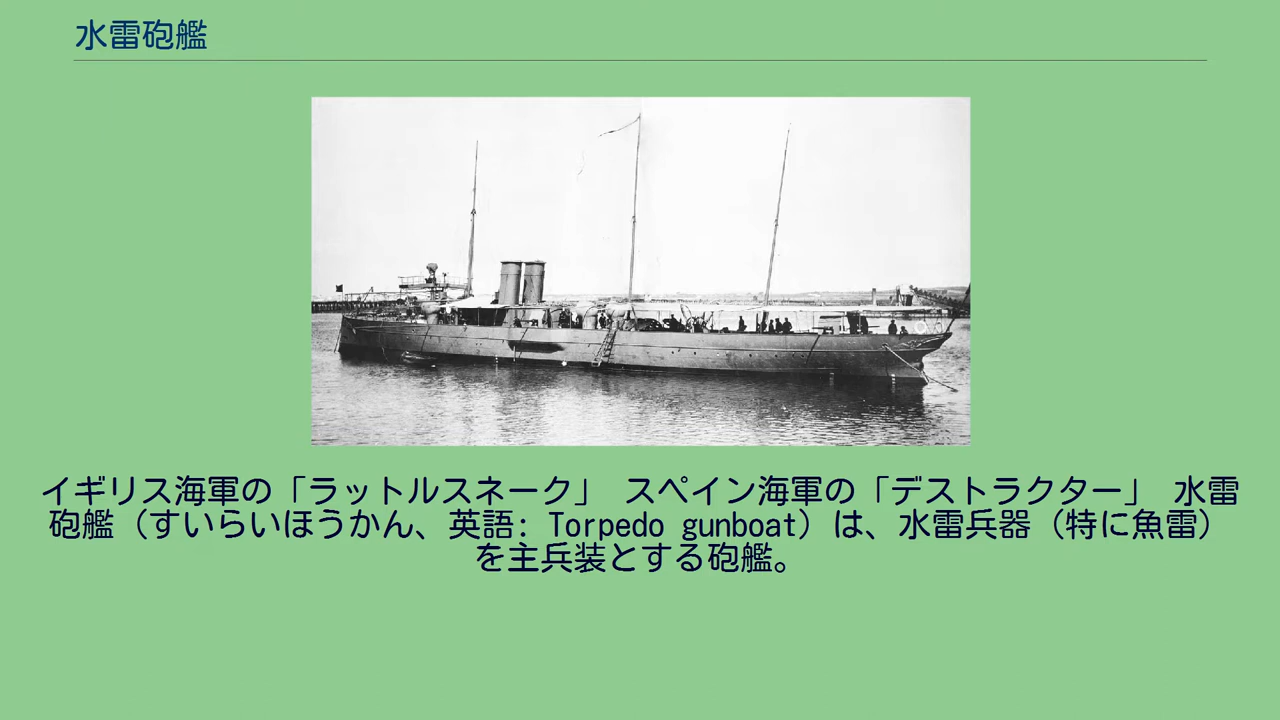 水雷砲艦
イギリス海軍の「ラットルスネーク」 スペイン海軍の「デストラクター」 水雷
砲艦（すいらいほうかん、英語: Torpedo gunboat）は、水雷兵器（特に魚雷）
を主兵装とする砲艦。